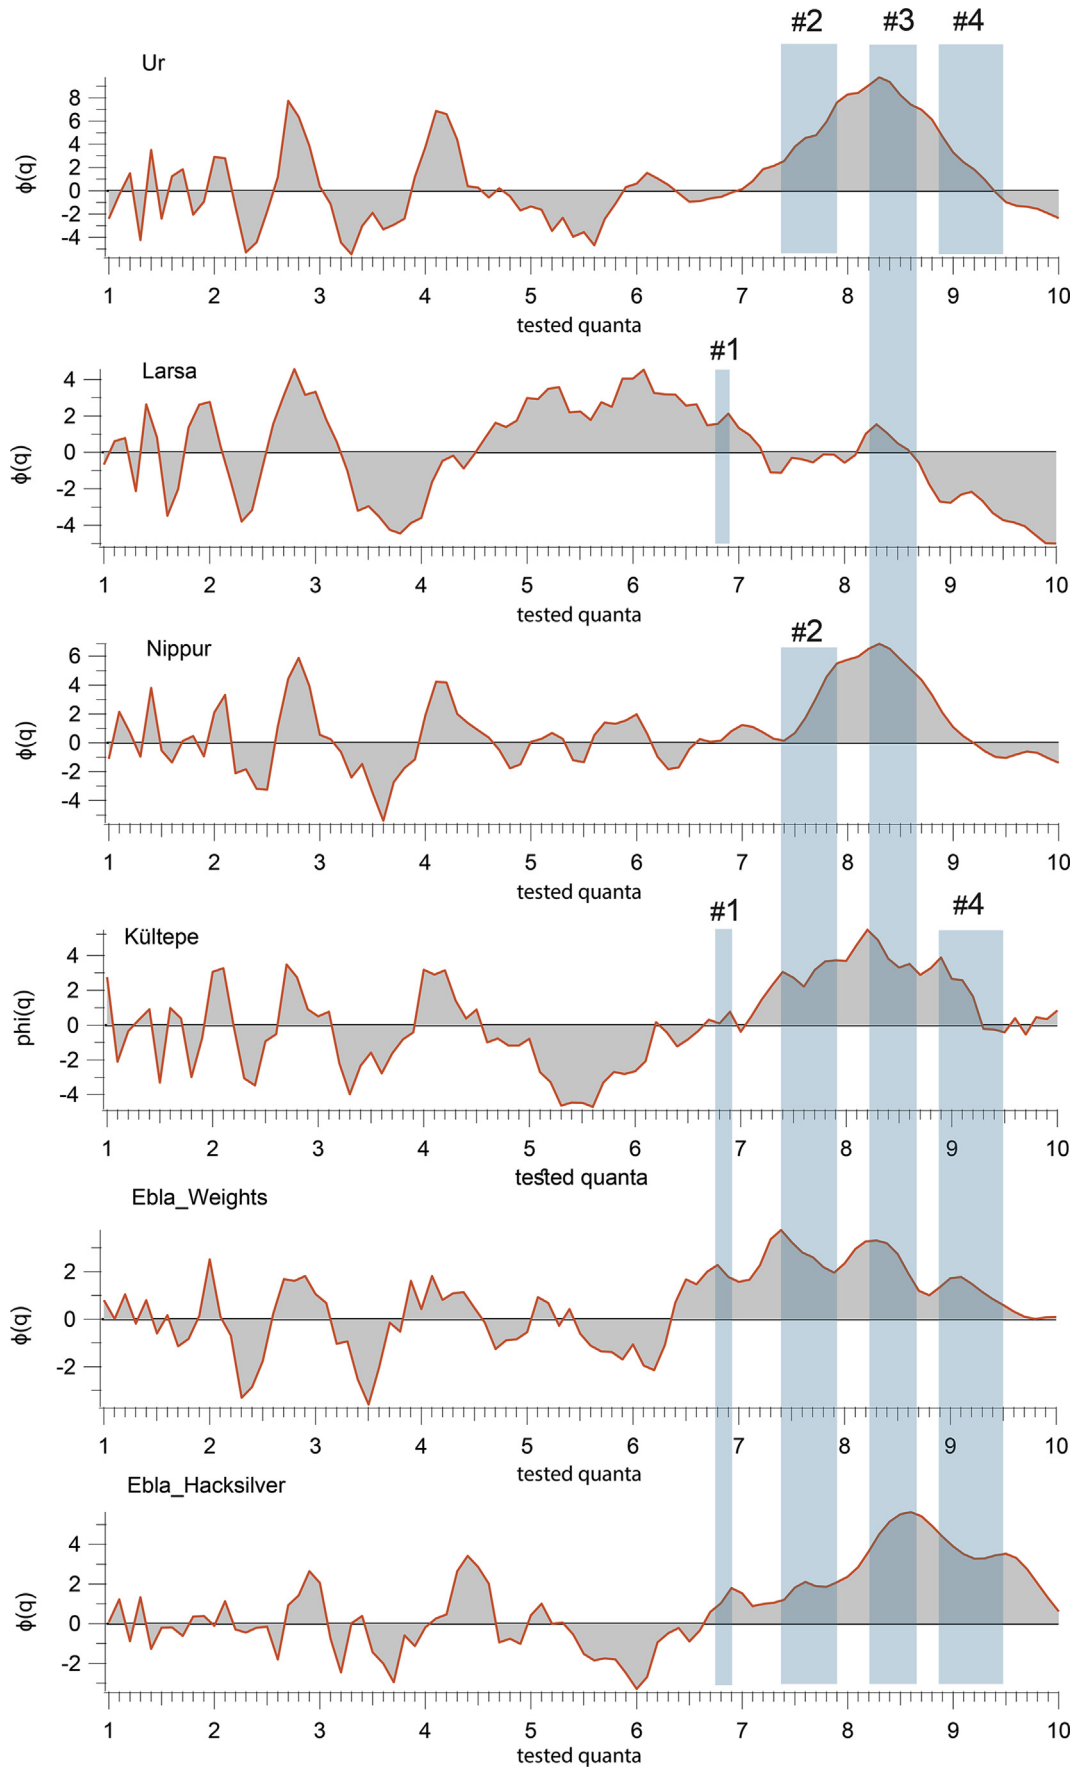 #2 #3 #4
Ur
8
6
4
2
0
-2
-4
ϕ(q)
1 2 3 4 5 6 7 8 9 10
tested quanta
#1
Larsa
4
2
0
-2
-4
ϕ(q)
1 2 3 4 5 6 7 8 9 10
tested quanta
#2
Nippur
6
4
2
0
-2
-4
ϕ(q)
1 2 3 4 5 6 7 8 9 10
tested quanta
#1 #4
Kültepe
4
2
0
-2
-4
phi(q)
1 2 3 4 5 6 7 8 9 10
tested quanta
Ebla_Weights
2
0
-2
ϕ(q)
1 2 3 4 5 6 7 8 9 10
tested quanta
Ebla_Hacksilver
4
2
0
-2
ϕ(q)
1 2 3 4 5 6 7 8 9 10
tested quanta